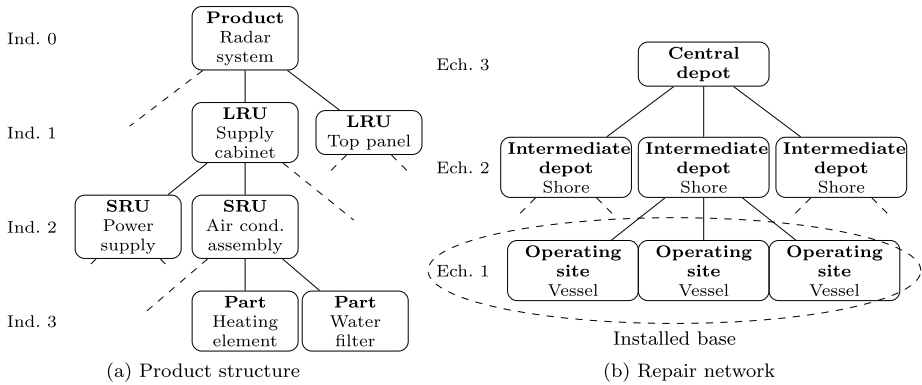 Ind. 0
Product
Radar
system
Ind. 1
LRU
Supply
cabinet
LRU
Top panel
Ind. 2
SRU
Power
supply
SRU
Air cond.
assembly
Ind. 3
Part
Heating
element
Part
Water
filter
(a) Product structure
Ech. 3
Central
depot
Ech. 2
Intermediate
depot
Shore
Intermediate
depot
Shore
Intermediate
depot
Shore
Ech. 1
Operating
site
Vessel
Operating
site
Vessel
Operating
site
Vessel
Installed base
(b) Repair network